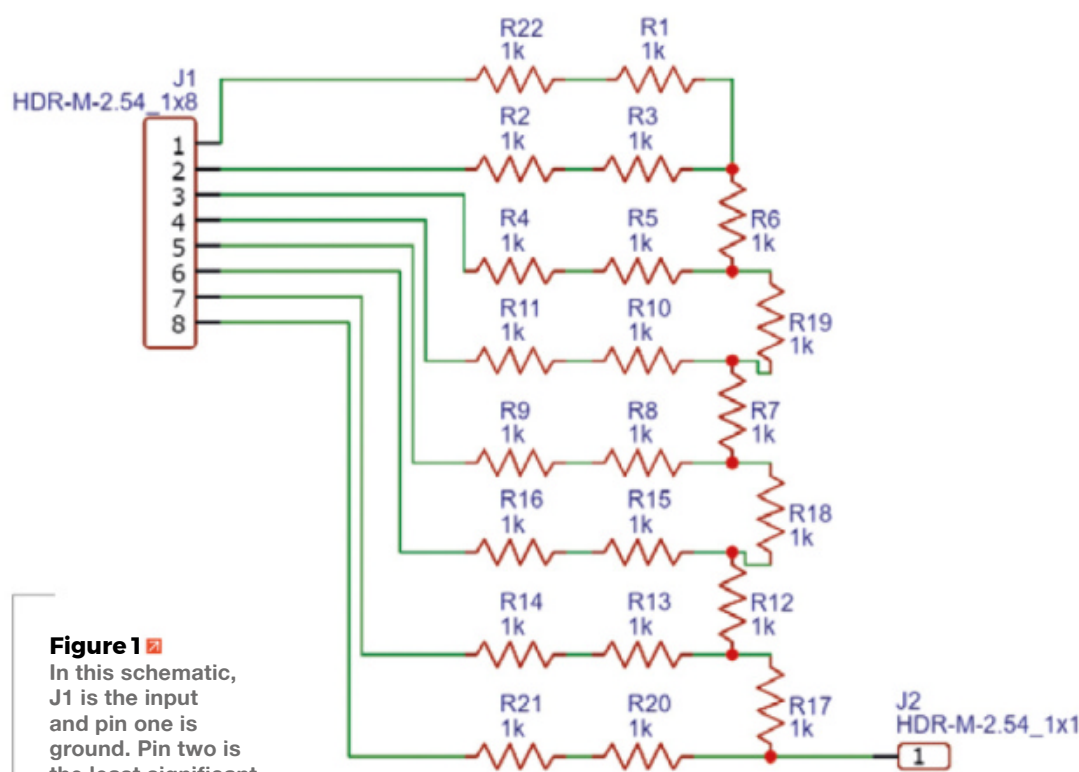 R22 R1
1k 1k
J1
HDR-M-2.54_1x8
R2 R3
1k 1k
1
2
3
4
5
6
7
8
R4 R5
1k 1k
R6
1k
R11 R10
1k 1k
R19
1k
R9 R8
1k 1k
R7
1k
R16 R15
1k 1k
R18
1k
R14 R13
1k 1k
R12
1k
R21 R20
1k 1k
R17
1k
J2
HDR-M-2.54_1x1
1
Figure 1
In this schematic,
J1 is the input
and pin one is
ground. Pin two is
the least significant